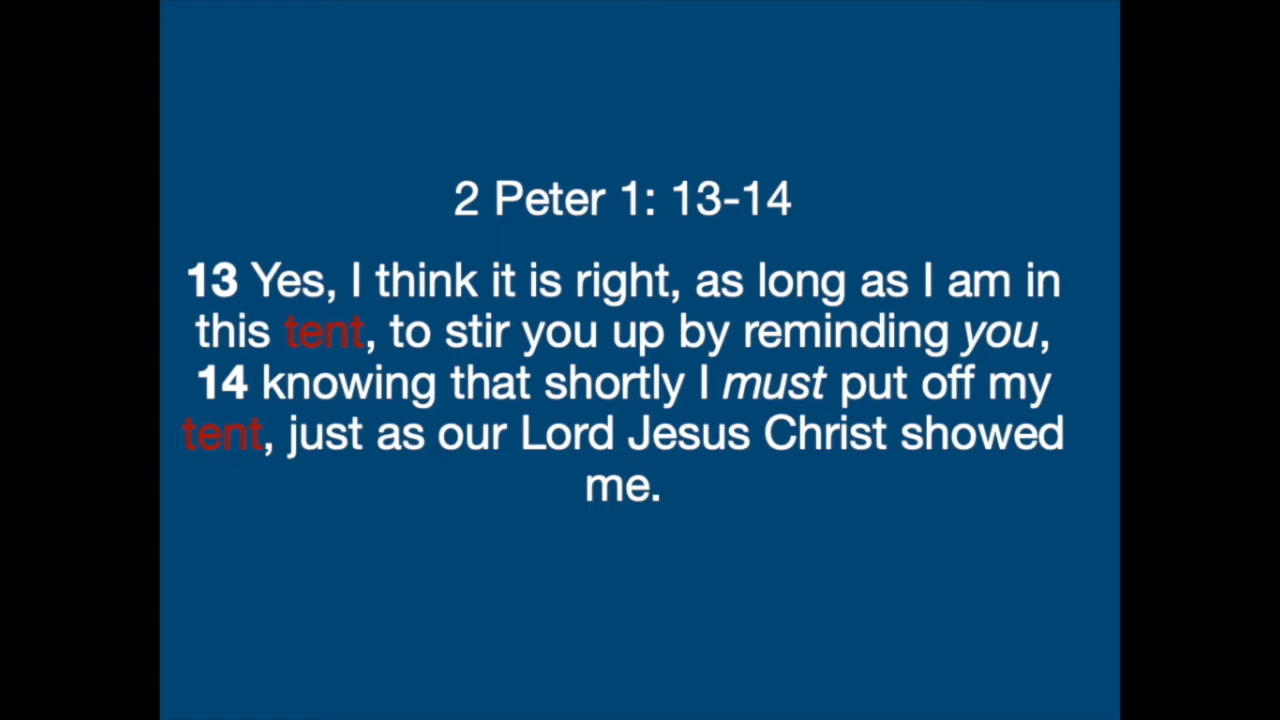 2 Peter 1: 13-14
13 Yes, I think it is right, as long as I am in
this tent, to stir you up by reminding you,
14 knowing that shortly I must put off my
tent, just as our Lord Jesus Christ showed
me.